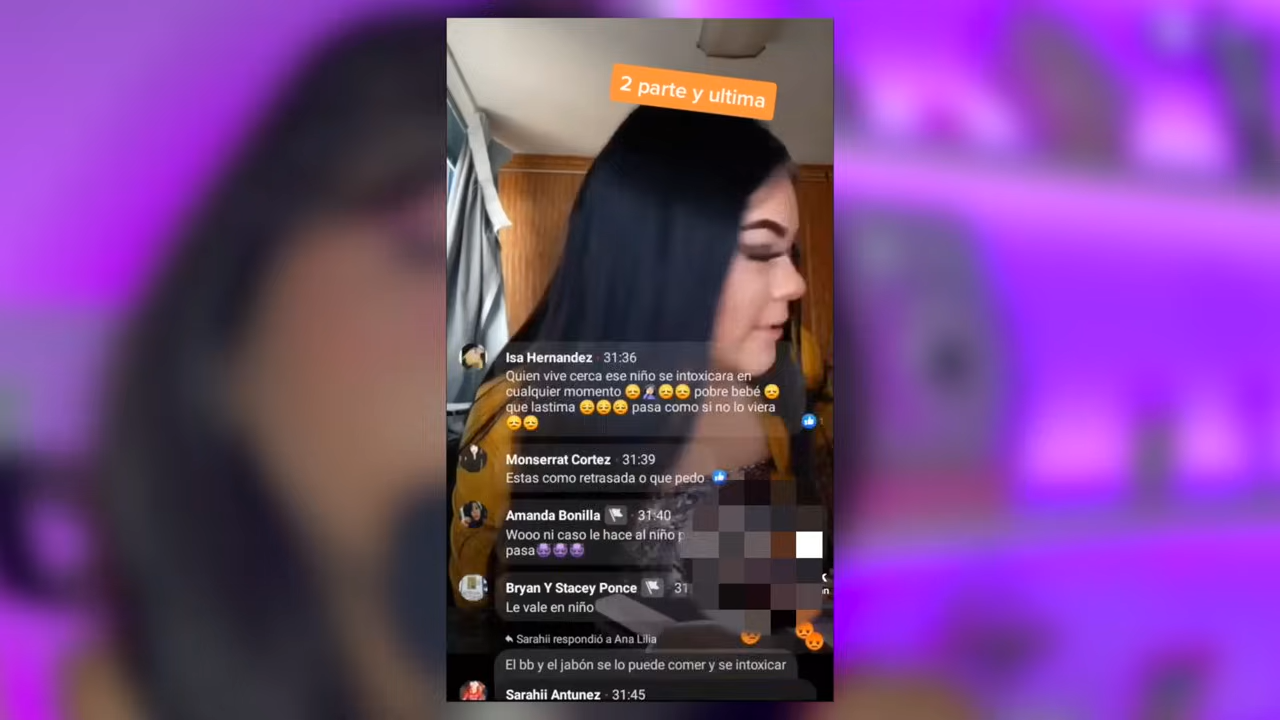 2 parte y ultima
Isa Hernandez · 31:36
Quien vive cerca ese niño se intoxicara en
cualquier momento 😞🤦🏻‍♀️😞😞 pobre bebé 😞
que lastima 😔😔😔 pasa como si no lo viera
😞😞
1
Monserrat Cortez · 31:39
Estas como retrasada o que pedo
Amanda Bonilla · 31:40
Wooo ni caso le hace al niño
pasa
Bryan Y Stacey Ponce · 31
Le vale en niño
Sarahii respondió a Ana Lilia
El bb y el jabón se lo puede comer y se intoxicar
Sarahii Antunez · 31:45